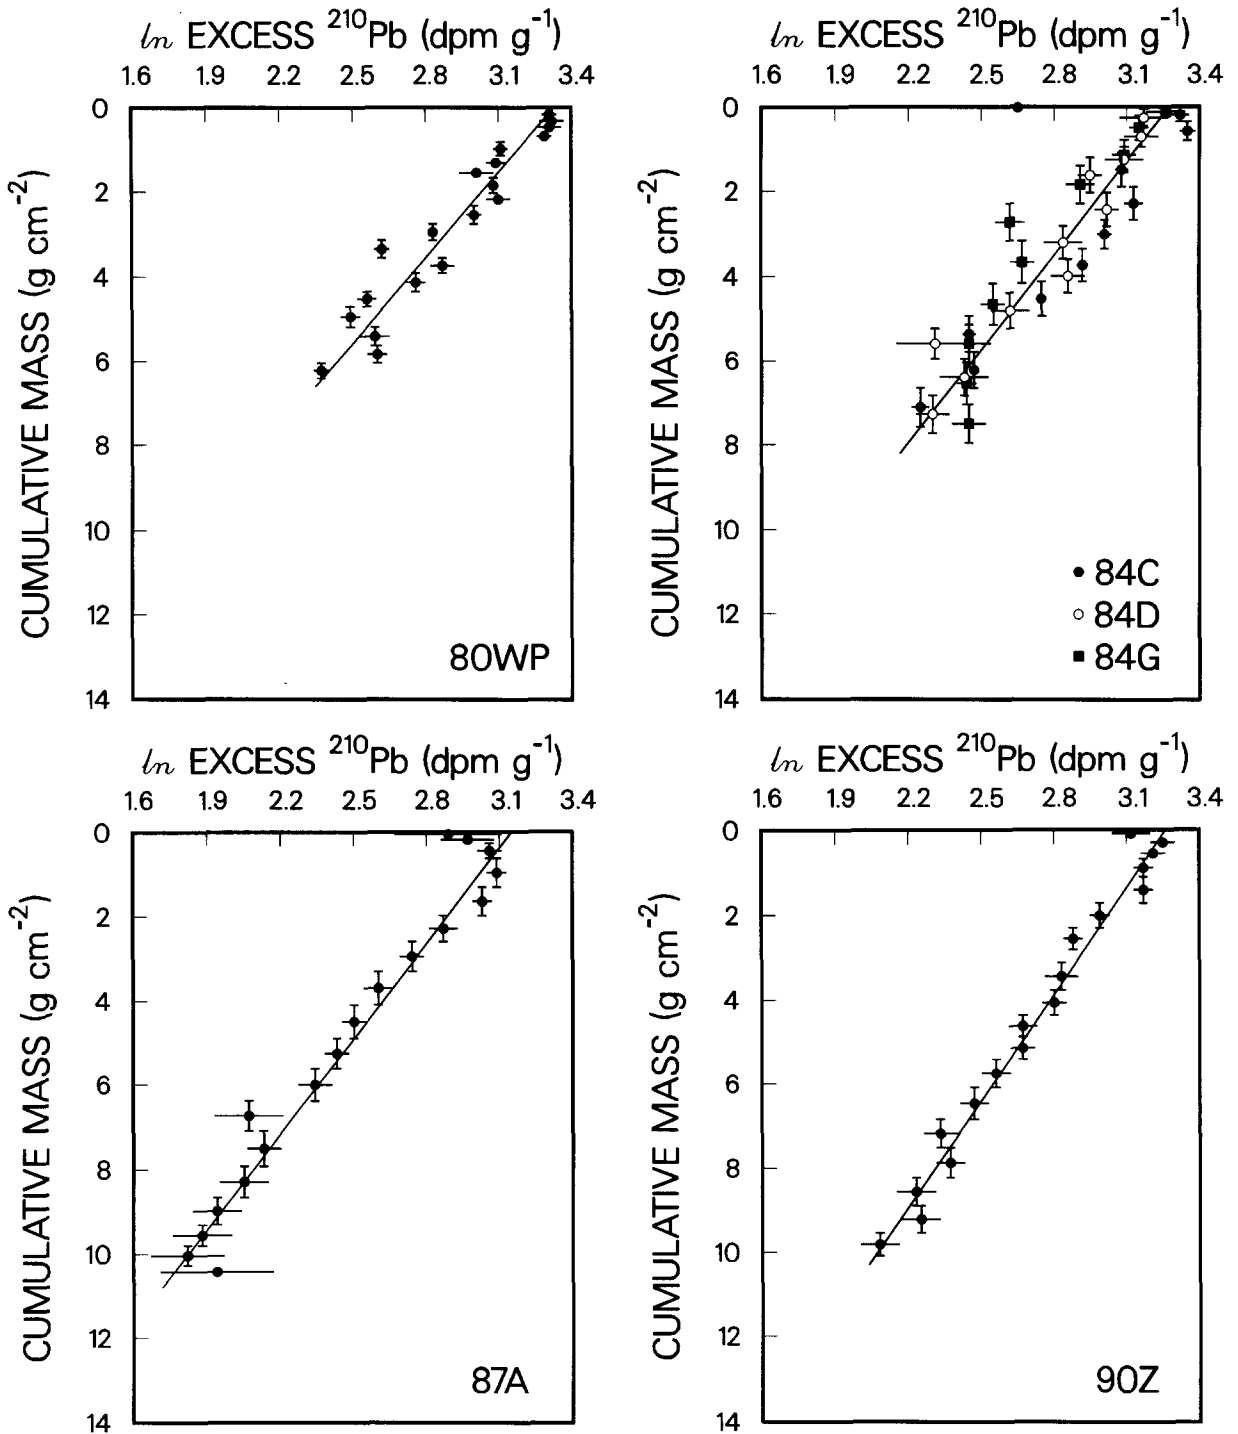 ln EXCESS 210Pb (dpm g-1)
1.6 1.9 2.2 2.5 2.8 3.1 3.4
CUMULATIVE MASS (g cm-2)
0
2
4
6
8
10
12
14
80WP
ln EXCESS 210Pb (dpm g-1)
1.6 1.9 2.2 2.5 2.8 3.1 3.4
CUMULATIVE MASS (g cm-2)
0
2
4
6
8
10
12
14
84C
84D
84G
ln EXCESS 210Pb (dpm g-1)
1.6 1.9 2.2 2.5 2.8 3.1 3.4
CUMULATIVE MASS (g cm-2)
0
2
4
6
8
10
12
14
87A
ln EXCESS 210Pb (dpm g-1)
1.6 1.9 2.2 2.5 2.8 3.1 3.4
CUMULATIVE MASS (g cm-2)
0
2
4
6
8
10
12
14
90Z